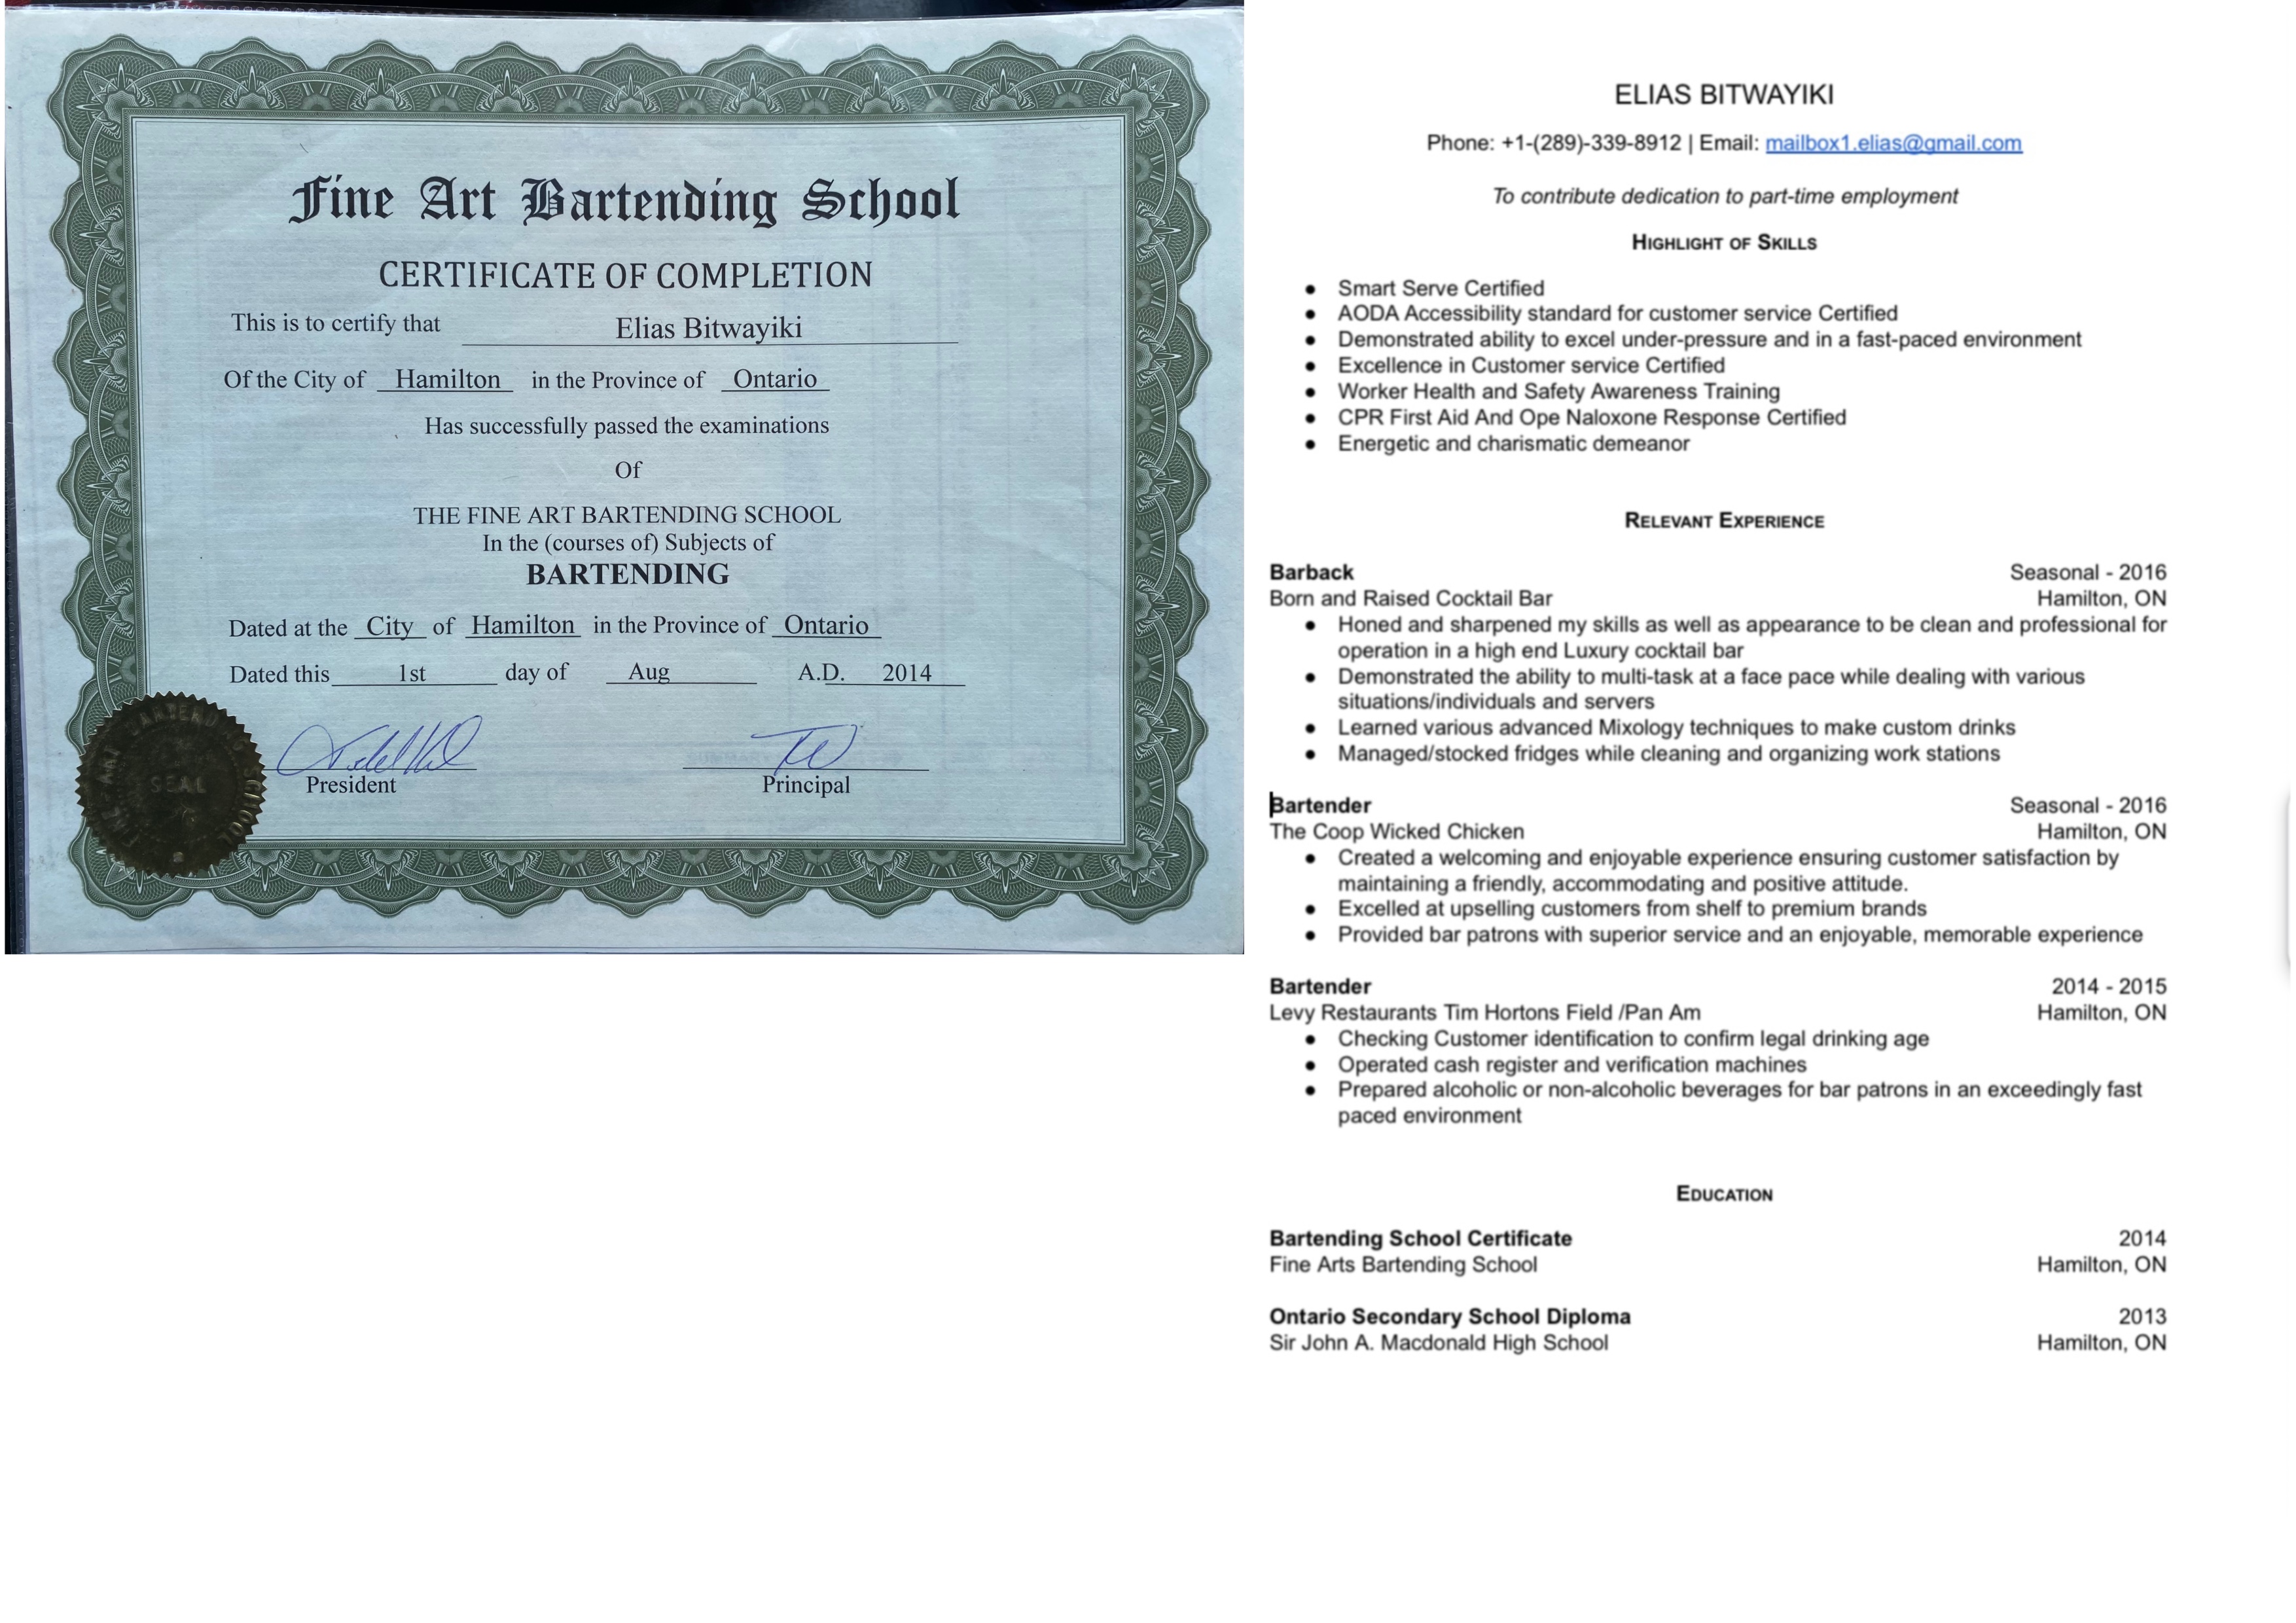 Fine Art Bartending School
CERTIFICATE OF COMPLETION
This is to certify that Elias Bitwayiki
Of the City of Hamilton in the Province of Ontario
Has successfully passed the examinations
Of
THE FINE ART BARTENDING SCHOOL
In the (courses of) Subjects of
BARTENDING
Dated at the City of Hamilton in the Province of Ontario
Dated this 1st day of Aug A.D. 2014
President Principal
FINE ART BARTENDING SCHOOL
SEAL
ELIAS BITWAYIKI
Phone: +1-(289)-339-8912 | Email: mailbox1.elias@gmail.com
To contribute dedication to part-time employment
HIGHLIGHT OF SKILLS
● Smart Serve Certified
● AODA Accessibility standard for customer service Certified
● Demonstrated ability to excel under-pressure and in a fast-paced environment
● Excellence in Customer service Certified
● Worker Health and Safety Awareness Training
● CPR First Aid And Ope Naloxone Response Certified
● Energetic and charismatic demeanor
RELEVANT EXPERIENCE
Barback Seasonal - 2016
Born and Raised Cocktail Bar Hamilton, ON
● Honed and sharpened my skills as well as appearance to be clean and professional for
operation in a high end Luxury cocktail bar
● Demonstrated the ability to multi-task at a face pace while dealing with various
situations/individuals and servers
● Learned various advanced Mixology techniques to make custom drinks
● Managed/stocked fridges while cleaning and organizing work stations
Bartender Seasonal - 2016
The Coop Wicked Chicken Hamilton, ON
● Created a welcoming and enjoyable experience ensuring customer satisfaction by
maintaining a friendly, accommodating and positive attitude.
● Excelled at upselling customers from shelf to premium brands
● Provided bar patrons with superior service and an enjoyable, memorable experience
Bartender 2014 - 2015
Levy Restaurants Tim Hortons Field /Pan Am Hamilton, ON
● Checking Customer identification to confirm legal drinking age
● Operated cash register and verification machines
● Prepared alcoholic or non-alcoholic beverages for bar patrons in an exceedingly fast
paced environment
EDUCATION
Bartending School Certificate 2014
Fine Arts Bartending School Hamilton, ON
Ontario Secondary School Diploma 2013
Sir John A. Macdonald High School Hamilton, ON